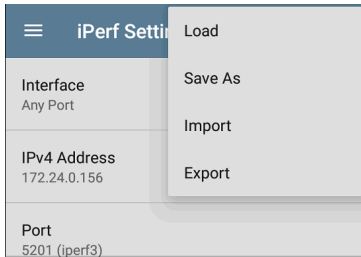 iPerf Setti
Load
Save As
Import
Export
Interface
Any Port
IPv4 Address
172.24.0.156
Port
5201 (iperf3)